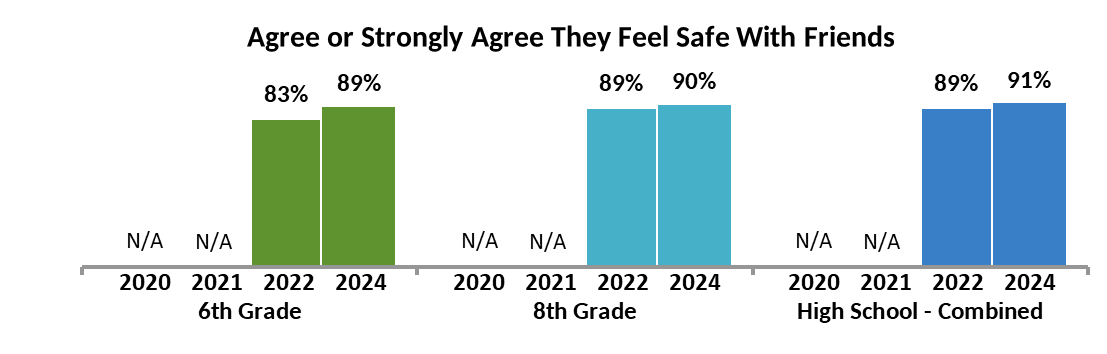 Agree or Strongly Agree They Feel Safe With Friends
83% 89% 89% 90% 89% 91%
N/A N/A N/A N/A N/A N/A
2020 2021 2022 2024 2020 2021 2022 2024 2020 2021 2022 2024
6th Grade 8th Grade High School - Combined